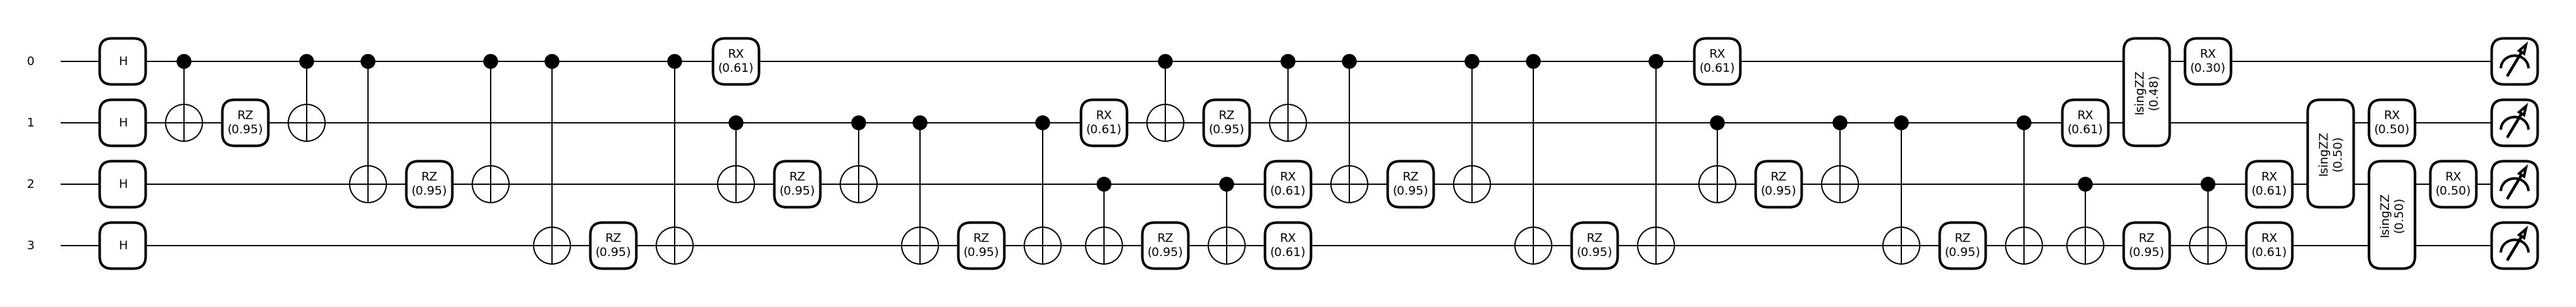 0 H RX (0.61) RX (0.61) IsingZZ (0.48) RX (0.30)
1 H RZ (0.95) RX (0.61) RZ (0.95) RX (0.61) IsingZZ (0.50) RX (0.50)
2 H RZ (0.95) RZ (0.95) RX (0.61) RZ (0.95) RZ (0.95) RX (0.61) IsingZZ (0.50) RX (0.50)
3 H RZ (0.95) RZ (0.95) RZ (0.95) RX (0.61) RZ (0.95) RZ (0.95) RZ (0.95) RX (0.61)